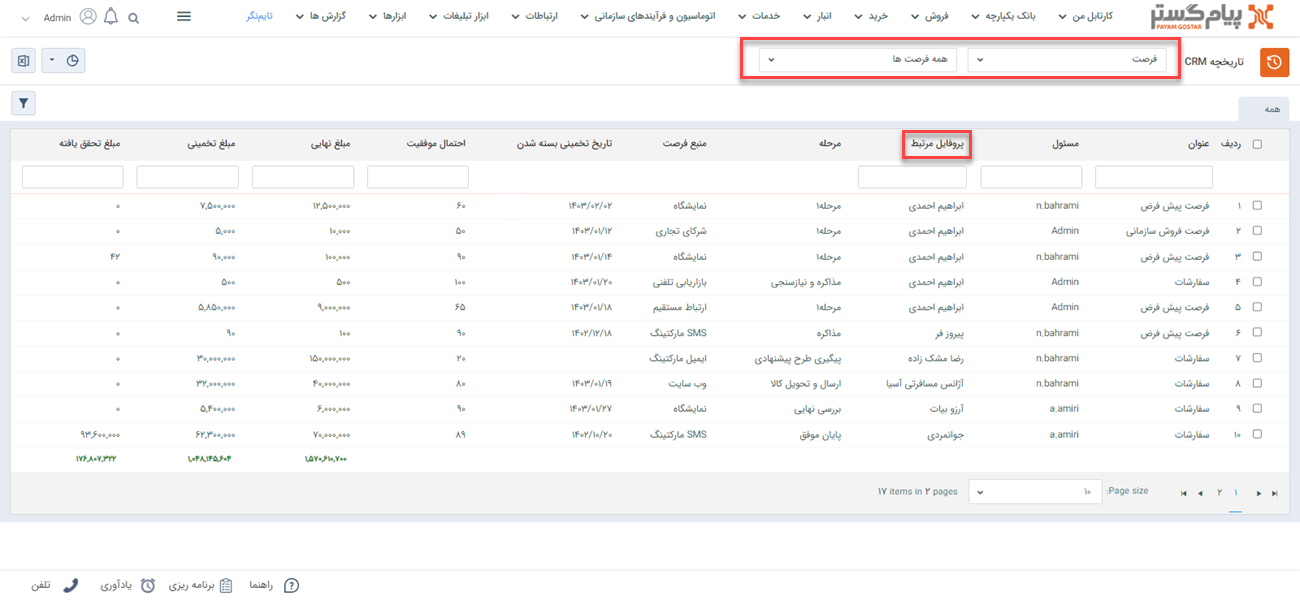 پیام گستر PAYAM GOSTAR کارتابل من بانک یکپارچه فروش خرید انبار خدمات ارتباطات اتوماسیون و فرآیندهای سازمانی ابزار تبلیغات ابزارها گزارش ها تایم‌نگر Admin
تاریخچه CRM فرصت همه فرصت ها
همه
ردیف عنوان مسئول پروفایل مرتبط مرحله منبع فرصت تاریخ تخمینی بسته شدن احتمال موفقیت مبلغ نهایی مبلغ تخمینی مبلغ تحقق یافته
۱ فرصت پیش فرض n.bahrami ابراهیم احمدی مرحله۱ نمایشگاه ۱۴۰۳/۰۲/۰۲ ۶۰ ۱۲,۵۰۰,۰۰۰ ۷,۵۰۰,۰۰۰ ۰
۲ فرصت فروش سازمانی Admin ابراهیم احمدی مرحله۱ شرکای تجاری ۱۴۰۳/۰۱/۱۲ ۵۰ ۱۰,۰۰۰ ۵,۰۰۰ ۰
۳ فرصت پیش فرض n.bahrami ابراهیم احمدی مرحله۱ نمایشگاه ۱۴۰۳/۰۱/۱۴ ۹۰ ۱۰۰,۰۰۰ ۹۰,۰۰۰ ۴۲
۴ سفارشات Admin ابراهیم احمدی مذاکره و نیازسنجی بازاریابی تلفنی ۱۴۰۳/۰۱/۲۰ ۱۰۰ ۵۰۰ ۵۰۰ ۰
۵ فرصت پیش فرض Admin ابراهیم احمدی مرحله۱ ارتباط مستقیم ۱۴۰۳/۰۱/۱۸ ۶۵ ۹,۰۰۰,۰۰۰ ۵,۸۵۰,۰۰۰ ۰
۶ فرصت پیش فرض n.bahrami پیروز فر مذاکره SMS مارکتینگ ۱۴۰۲/۱۲/۱۸ ۹۰ ۱۰۰ ۹۰ ۰
۷ سفارشات n.bahrami رضا مشک زاده پیگیری طرح پیشنهادی ایمیل مارکتینگ ۲۰ ۱۵۰,۰۰۰,۰۰۰ ۳۰,۰۰۰,۰۰۰ ۰
۸ سفارشات n.bahrami آژانس مسافرتی آسیا ارسال و تحویل کالا وب سایت ۱۴۰۳/۰۱/۱۹ ۸۰ ۴۰,۰۰۰,۰۰۰ ۳۲,۰۰۰,۰۰۰ ۰
۹ سفارشات a.amiri آرزو بیات بررسی نهایی نمایشگاه ۱۴۰۳/۰۱/۲۷ ۹۰ ۶,۰۰۰,۰۰۰ ۵,۴۰۰,۰۰۰ ۰
۱۰ سفارشات a.amiri جوانمردی پایان موفق SMS مارکتینگ ۱۴۰۲/۱۰/۲۰ ۸۹ ۷۰,۰۰۰,۰۰۰ ۶۲,۳۰۰,۰۰۰ ۹۳,۶۰۰,۰۰۰
۱,۵۷۰,۶۱۰,۷۰۰ ۱,۰۴۸,۱۴۵,۶۰۴ ۱۷۶,۸۰۷,۳۲۲
۱ ۲ Page size: ۱۰ ۱۷ items in ۲ pages
راهنما برنامه ریزی یادآوری تلفن